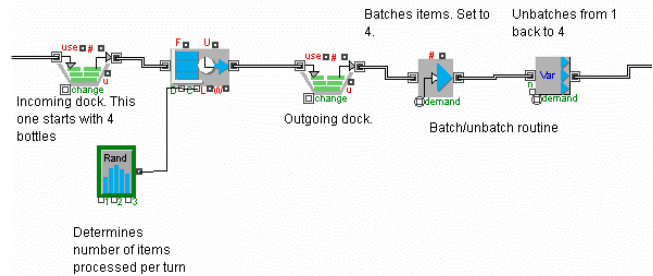 Batches items. Set to
4.
Unbatches from 1
back to 4
use # 
u
change
F U
D C L W
use #
u
change
#
demand
Var
n
demand
Incoming dock. This
one starts with 4
bottles
Outgoing dock.
Batch/unbatch routine
Rand
1 2 3
Determines
number of items
processed per turn